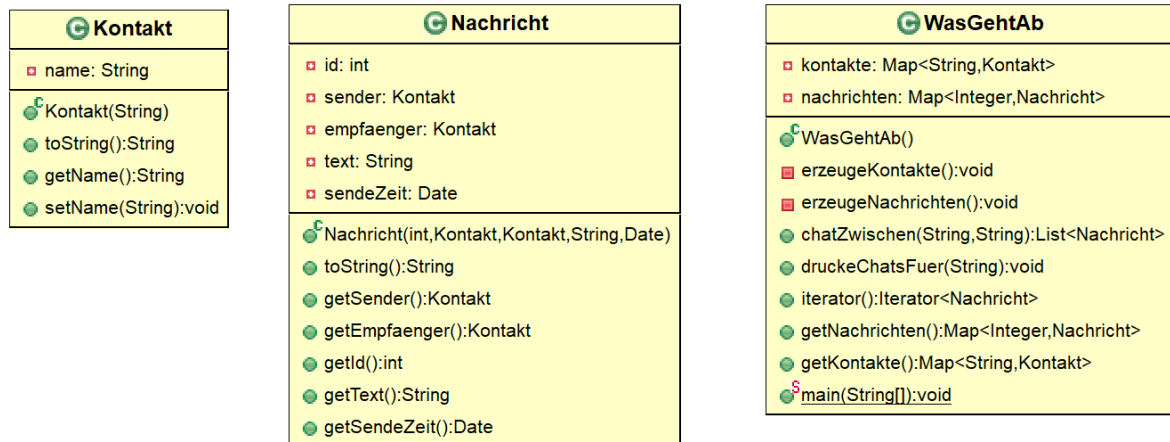 Kontakt
name: String
Kontakt(String)
toString():String
getName():String
setName(String):void
Nachricht
id: int
sender: Kontakt
empfaenger: Kontakt
text: String
sendeZeit: Date
Nachricht(int,Kontakt,Kontakt,String,Date)
toString():String
getSender():Kontakt
getEmpfaenger():Kontakt
getId():int
getText():String
getSendeZeit():Date
WasGehtAb
kontakte: Map<String,Kontakt>
nachrichten: Map<Integer,Nachricht>
WasGehtAb()
erzeugeKontakte():void
erzeugeNachrichten():void
chatZwischen(String,String):List<Nachricht>
druckeChatsFuer(String):void
iterator():Iterator<Nachricht>
getNachrichten():Map<Integer,Nachricht>
getKontakte():Map<String,Kontakt>
main(String[]):void